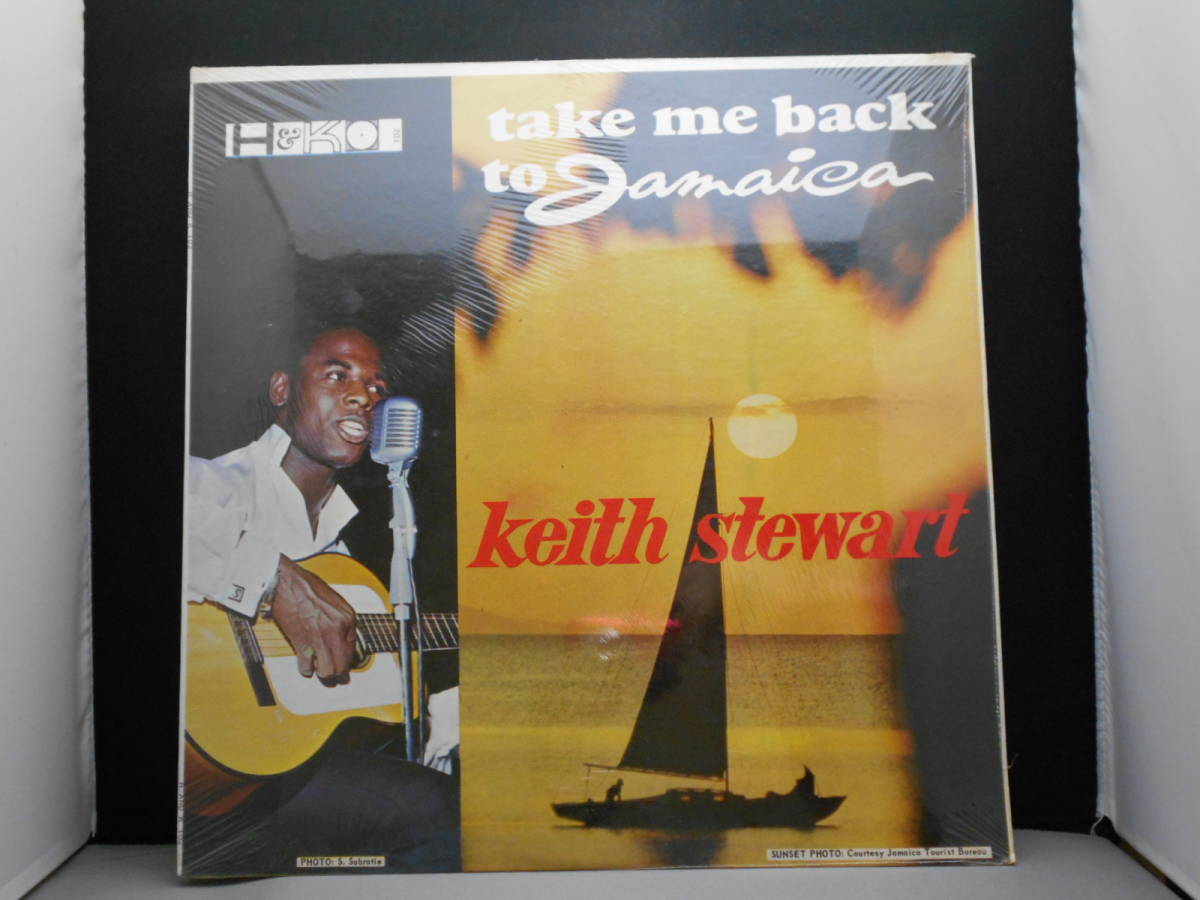 take me back
to Jamaica
keith stewart
PHOTO: S. Subratie
SUNSET PHOTO: Courtesy Jamaica Tourist Bureau